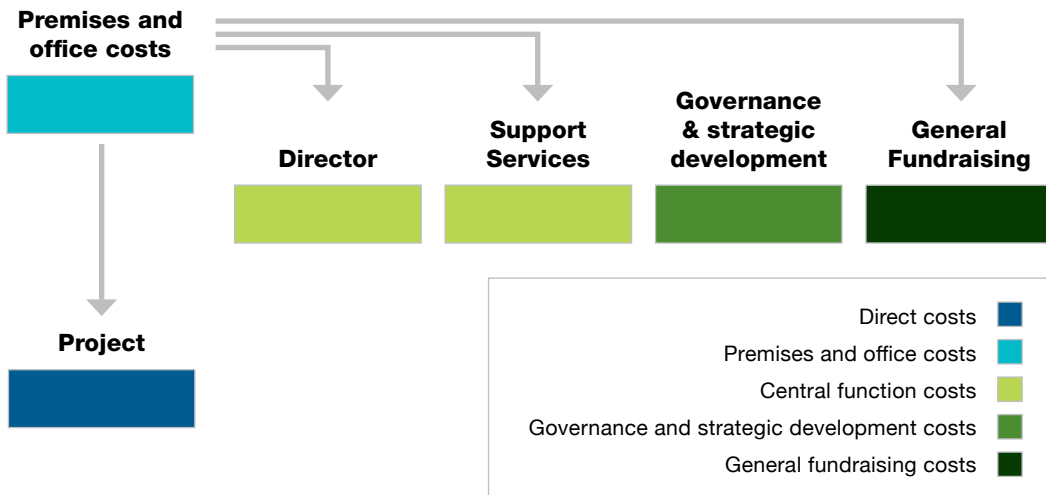 Premises and
office costs
Director
Support
Services
Governance
& strategic
development
General
Fundraising
Project
Direct costs
Premises and office costs
Central function costs
Governance and strategic development costs
General fundraising costs